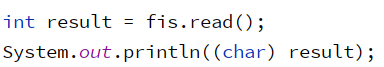 int result = fis.read();
System.out.println((char) result);